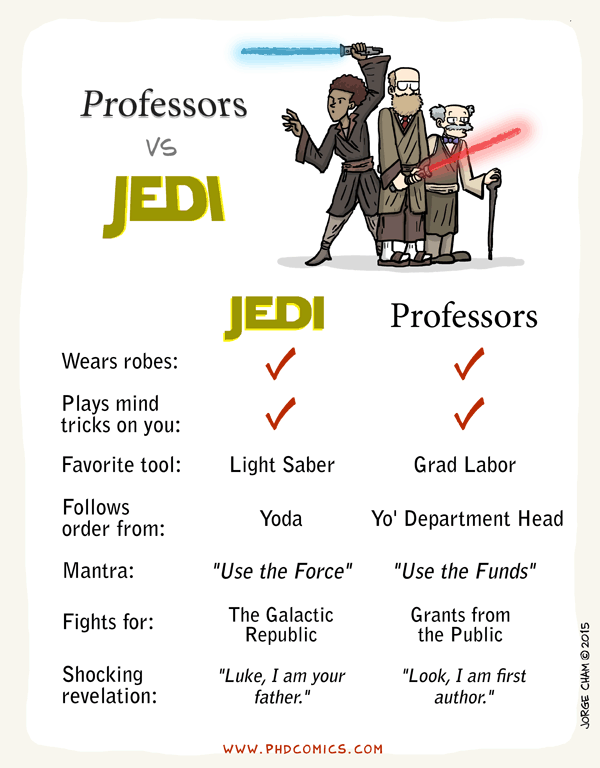 Professors
vs
JEDI
JEDI Professors
Wears robes: ✓ ✓
Plays mind
tricks on you: ✓ ✓
Favorite tool: Light Saber Grad Labor
Follows
order from: Yoda Yo' Department Head
Mantra: "Use the Force" "Use the Funds"
Fights for: The Galactic
Republic Grants from
the Public
Shocking
revelation: "Luke, I am your
father." "Look, I am first
author."
JORGE CHAM © 2015
WWW.PHDCOMICS.COM